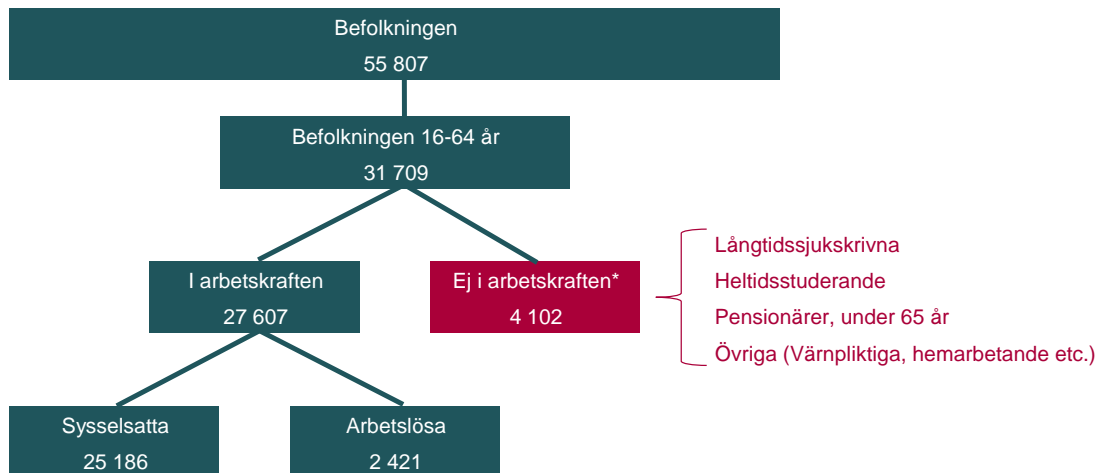 Befolkningen
55 807
Befolkningen 16-64 år
31 709
I arbetskraften
27 607
Ej i arbetskraften*
4 102
Långtidssjukskrivna
Heltidsstuderande
Pensionärer, under 65 år
Övriga (Värnpliktiga, hemarbetande etc.)
Sysselsatta
25 186
Arbetslösa
2 421